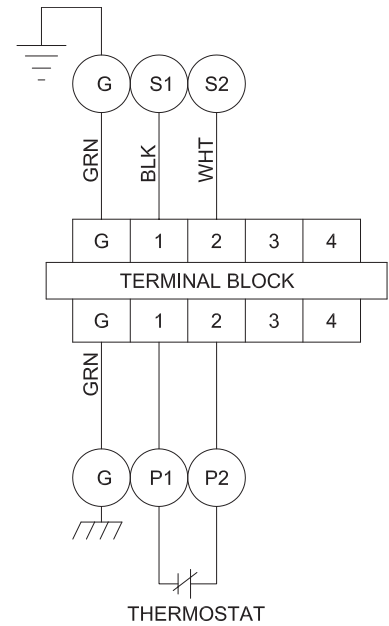 G S1 S2
GRN BLK WHT
G 1 2 3 4
TERMINAL BLOCK
G 1 2 3 4
GRN
G P1 P2
THERMOSTAT